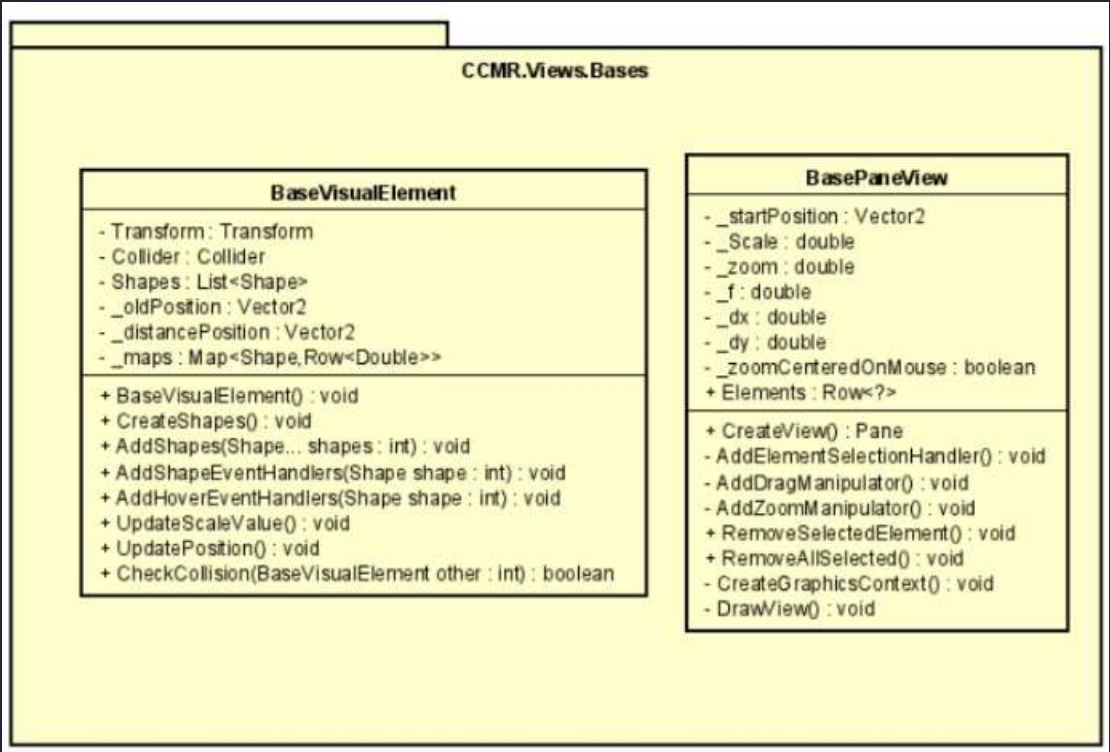 CCMR.Views.Bases
BaseVisualElement
- Transform : Transform
- Collider : Collider
- Shapes : List<Shape>
- _oldPosition : Vector2
- _distancePosition : Vector2
- _maps : Map<Shape,Row<Double>>
+ BaseVisualElement() : void
+ CreateShapes() : void
+ AddShapes(Shape... shapes : int) : void
+ AddShapeEventHandlers(Shape shape : int) : void
+ AddHoverEventHandlers(Shape shape : int) : void
+ UpdateScaleValue() : void
+ UpdatePosition() : void
+ CheckCollision(BaseVisualElement other : int) : boolean
BasePaneView
- _startPosition : Vector2
- _Scale : double
- _zoom : double
- _f : double
- _dx : double
- _dy : double
- _zoomCenteredOnMouse : boolean
+ Elements : Row<?>
+ CreateView() : Pane
- AddElementSelectionHandler() : void
- AddDragManipulator() : void
- AddZoomManipulator() : void
+ RemoveSelectedElement() : void
+ RemoveAllSelected() : void
- CreateGraphicsContext() : void
- DrawView() : void